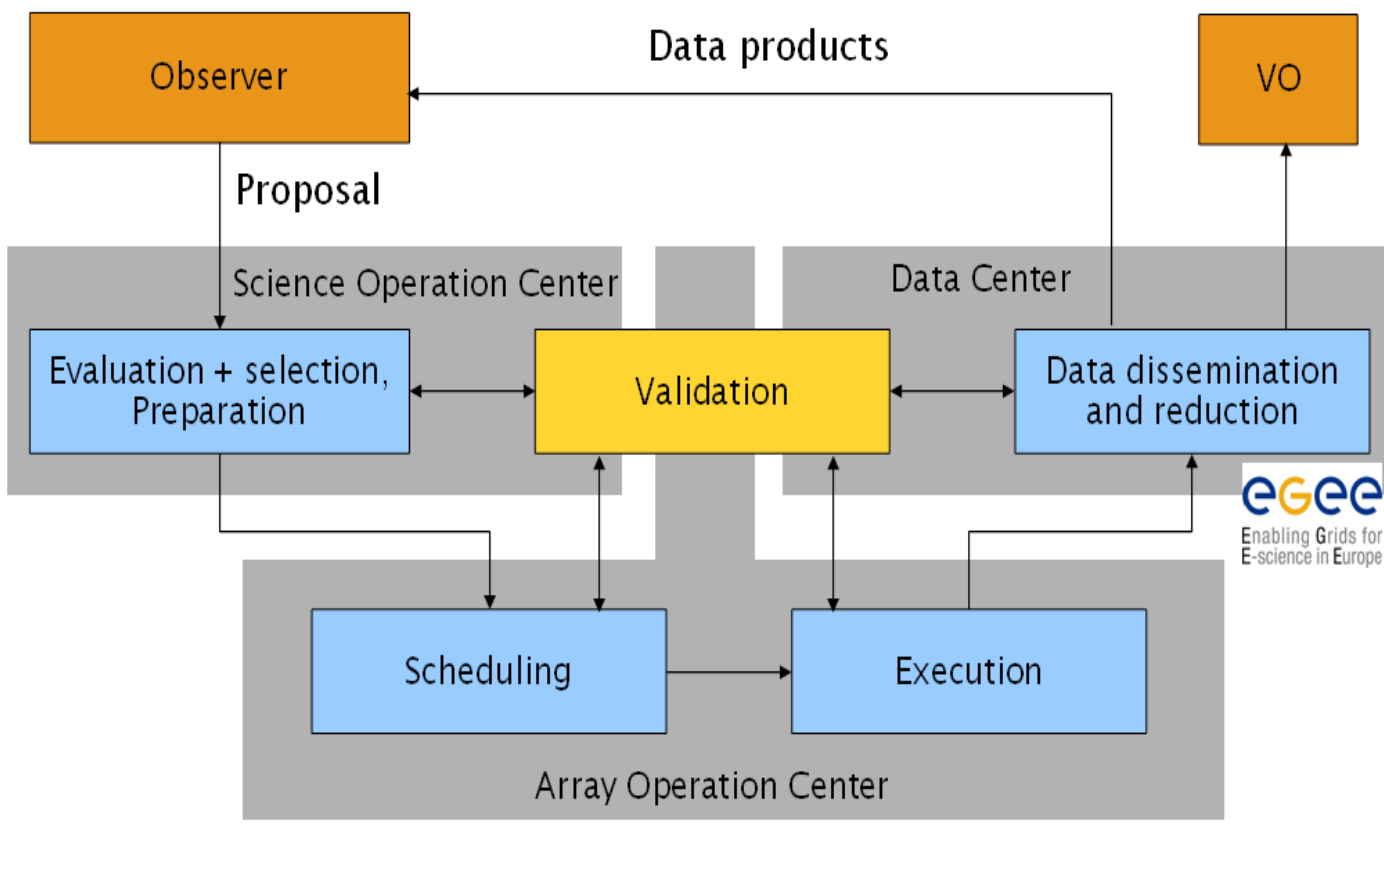 Observer
Data products
VO
Proposal
Science Operation Center
Data Center
Evaluation + selection,
Preparation
Validation
Data dissemination
and reduction
egee
Enabling Grids for
E-science in Europe
Scheduling
Execution
Array Operation Center